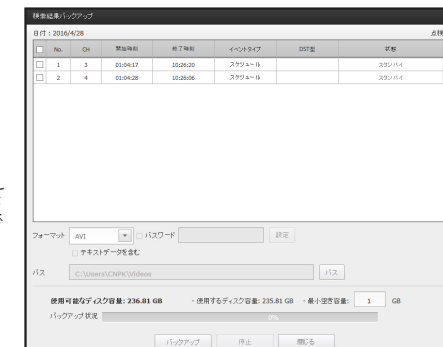 検索結果バックアップ
日付 : 2016/4/28
No. CH 開始時刻 終了時刻 イベントタイプ DST型 状態
1 3 01:04:17 10:26:20 スケジュール スタンバイ
2 4 01:04:28 10:26:06 スケジュール スタンバイ
フォーマット AVI パスワード 設定
テキストデータを含む
パス C:\Users\CNPK\Videos パス
使用可能なディスク容量: 236.81 GB ・使用するディスク容量: 235.81 GB ・最小空き容量: 1 GB
バックアップ状況 0%
バックアップ 停止 閉じる